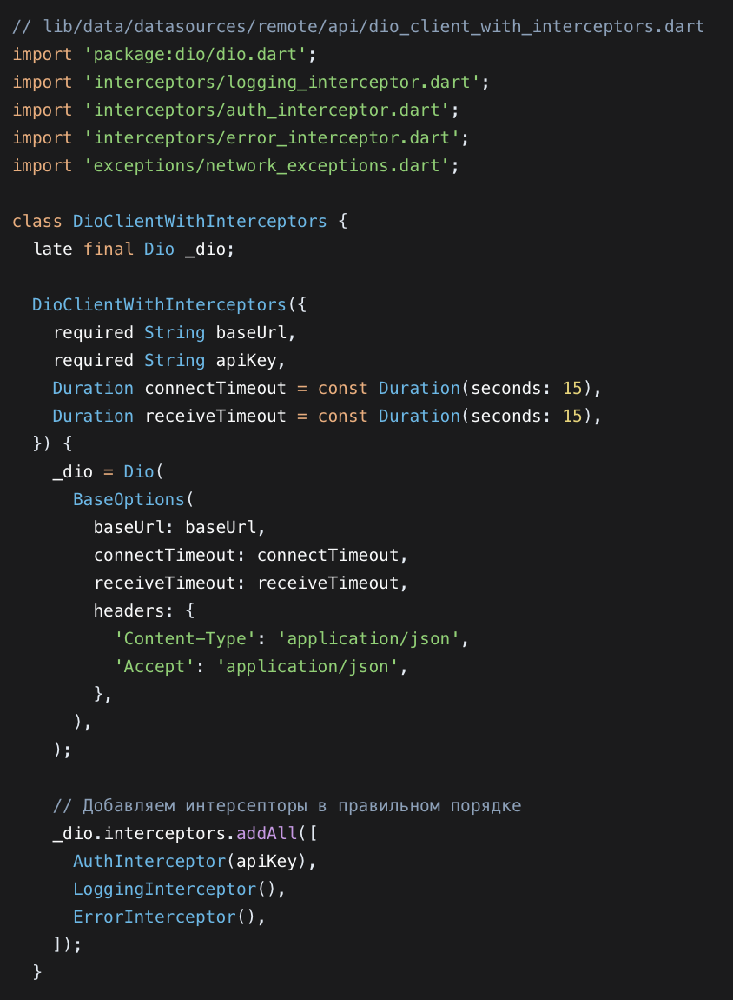 // lib/data/datasources/remote/api/dio_client_with_interceptors.dart
import 'package:dio/dio.dart';
import 'interceptors/logging_interceptor.dart';
import 'interceptors/auth_interceptor.dart';
import 'interceptors/error_interceptor.dart';
import 'exceptions/network_exceptions.dart';

class DioClientWithInterceptors {
  late final Dio _dio;

  DioClientWithInterceptors({
    required String baseUrl,
    required String apiKey,
    Duration connectTimeout = const Duration(seconds: 15),
    Duration receiveTimeout = const Duration(seconds: 15),
  }) {
    _dio = Dio(
      BaseOptions(
        baseUrl: baseUrl,
        connectTimeout: connectTimeout,
        receiveTimeout: receiveTimeout,
        headers: {
          'Content-Type': 'application/json',
          'Accept': 'application/json',
        },
      ),
    );

    // Добавляем интерсепторы в правильном порядке
    _dio.interceptors.addAll([
      AuthInterceptor(apiKey),
      LoggingInterceptor(),
      ErrorInterceptor(),
    ]);
  }